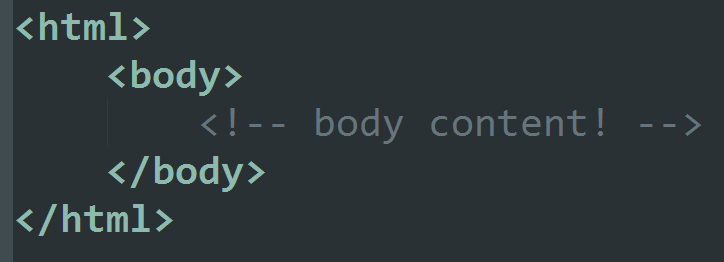 <html>
<body>
<!-- body content! -->
</body>
</html>